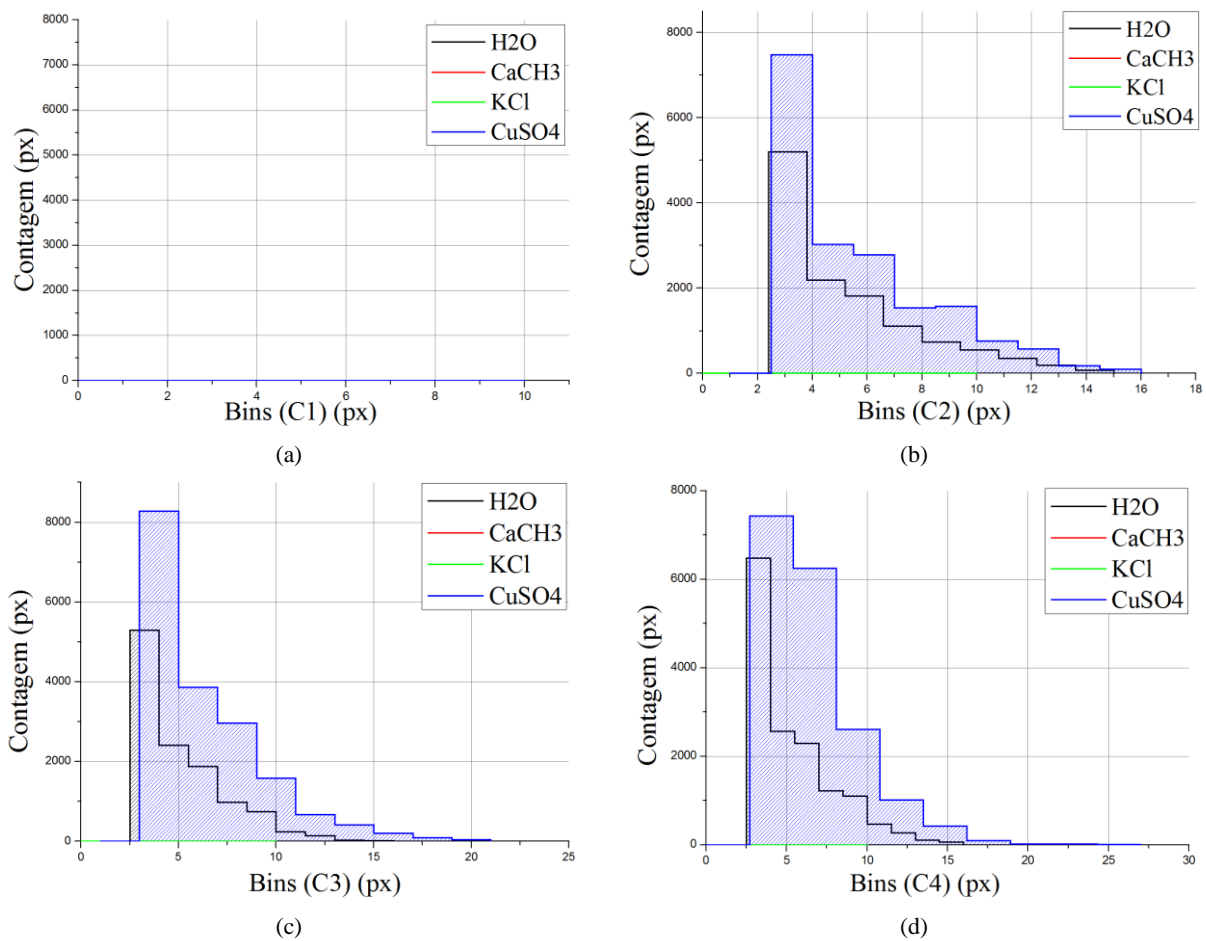 8000
7000
6000
5000
4000
3000
2000
1000
0
Contagem (px)
H2O
CaCH3
KCl
CuSO4
0 2 4 6 8 10
Bins (C1) (px)
(a)
8000
6000
4000
2000
0
Contagem (px)
H2O
CaCH3
KCl
CuSO4
0 2 4 6 8 10 12 14 16 18
Bins (C2) (px)
(b)
8000
6000
4000
2000
0
Contagem (px)
H2O
CaCH3
KCl
CuSO4
0 5 10 15 20 25
Bins (C3) (px)
(c)
8000
6000
4000
2000
0
Contagem (px)
H2O
CaCH3
KCl
CuSO4
0 5 10 15 20 25 30
Bins (C4) (px)
(d)